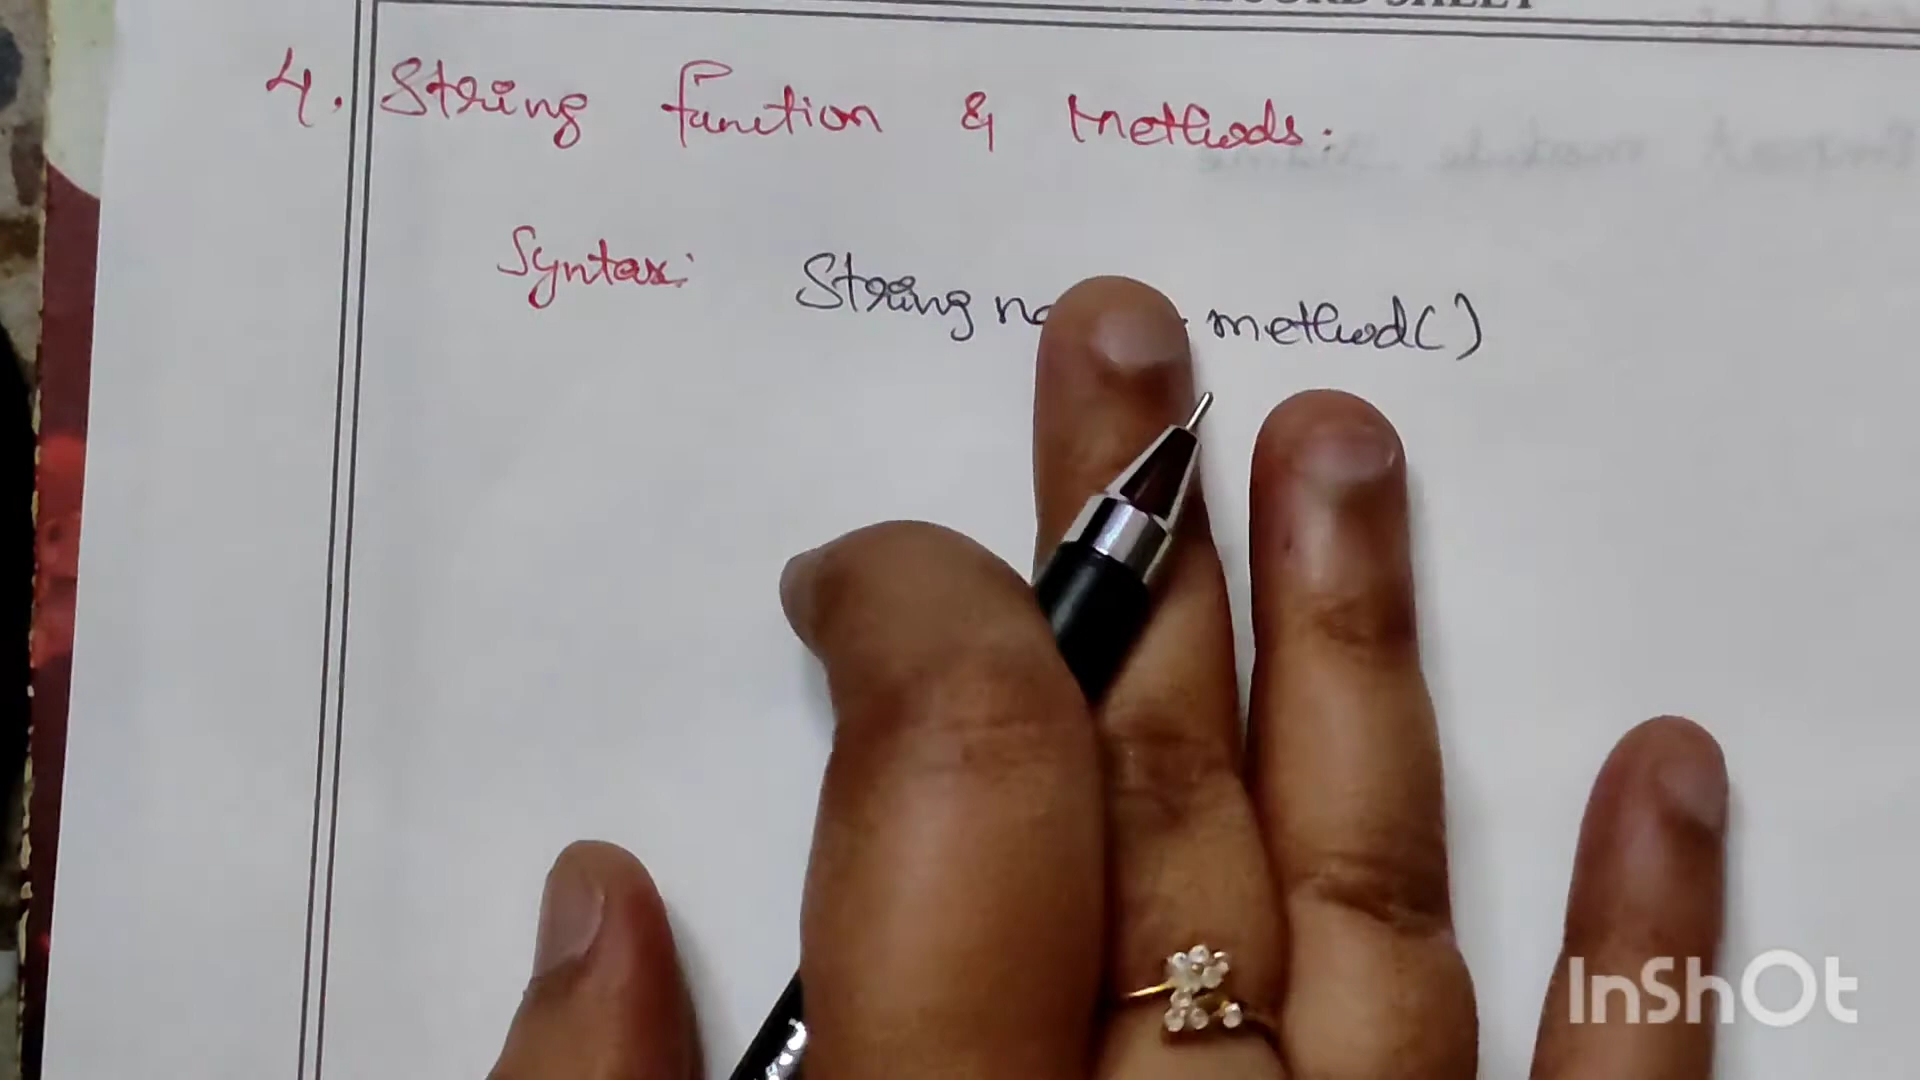 4. String function & Methods:
Syntax: String method()
InShOt